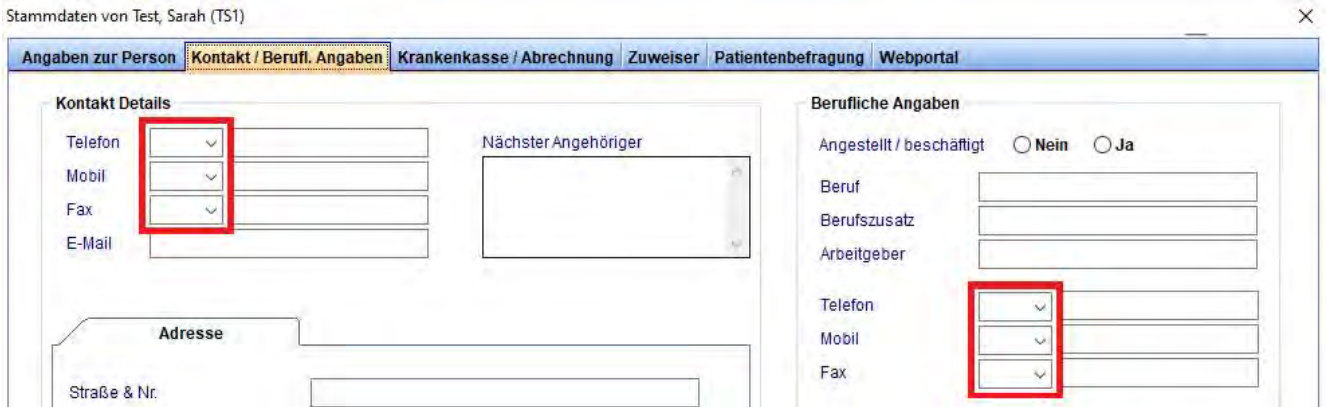 Stammdaten von Test, Sarah (TS1)
Angaben zur Person Kontakt / Berufl. Angaben Krankenkasse / Abrechnung Zuweiser Patientenbefragung Webportal
Kontakt Details
Telefon
Mobil
Fax
E-Mail
Nächster Angehöriger
Adresse
Straße & Nr.
Berufliche Angaben
Angestellt / beschäftigt Nein Ja
Beruf
Berufszusatz
Arbeitgeber
Telefon
Mobil
Fax